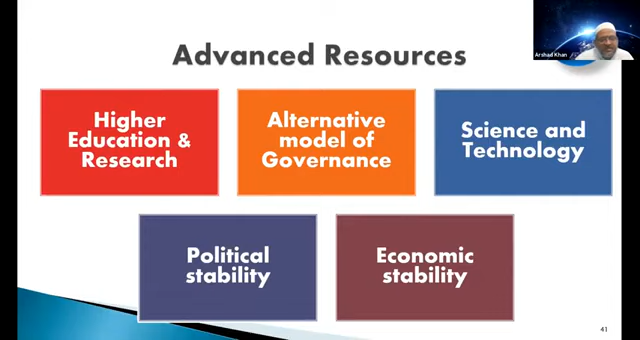 Arshad Khan
Advanced Resources
Higher
Education &
Research
Alternative
model of
Governance
Science and
Technology
Political
stability
Economic
stability
41